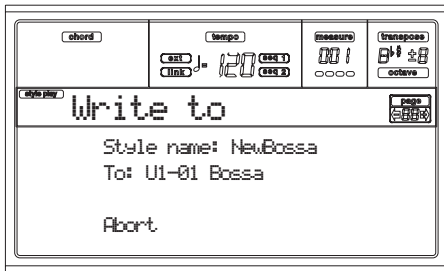 chord tempo measure transpose
ext link ♩= 120 seq 1 seq 2 001 B♭♮ ±8
octave
style play Write to page
Style name: NewBossa
To: U1-01 Bossa
Abort